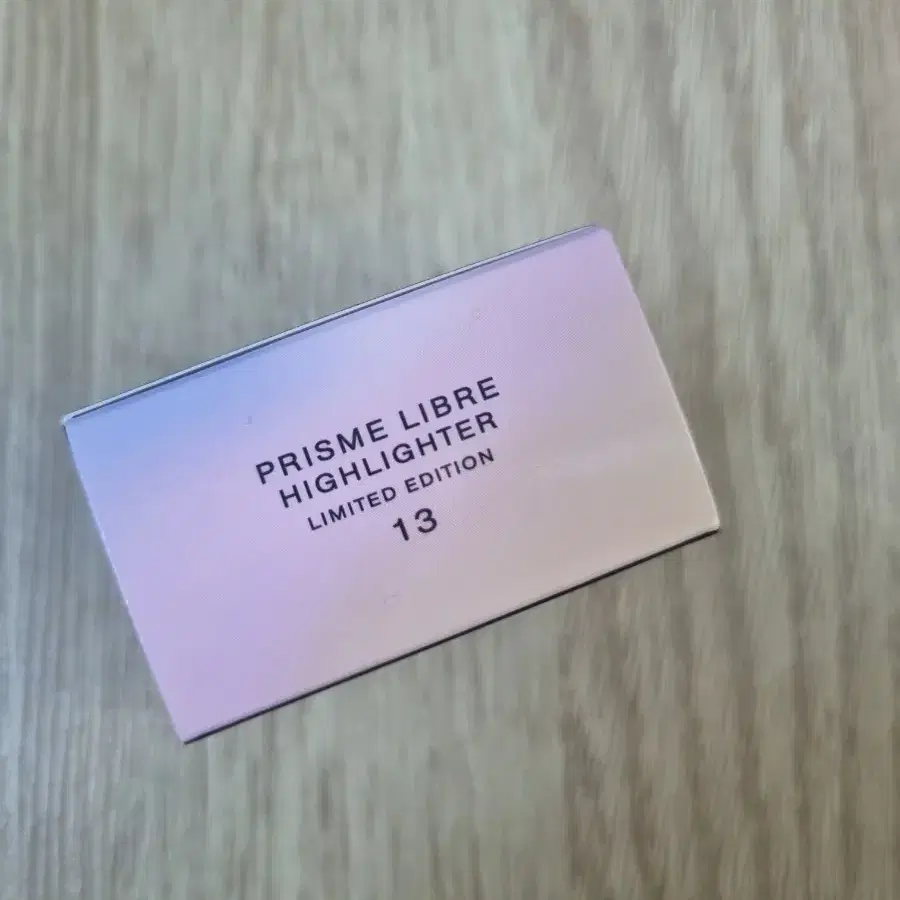 PRISME LIBRE
HIGHLIGHTER
LIMITED EDITION
13